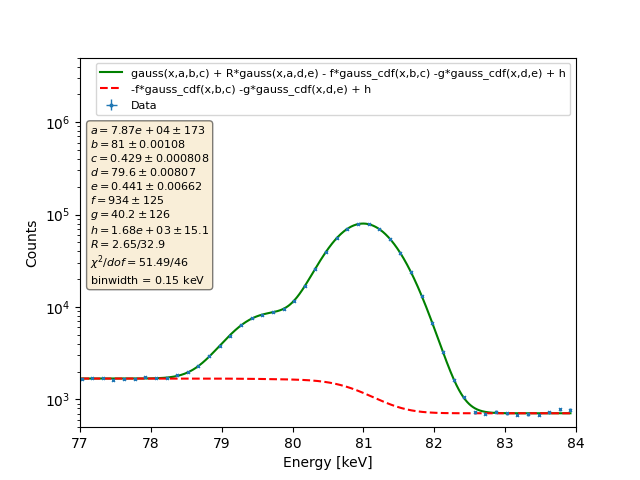 gauss(x,a,b,c) + R*gauss(x,a,d,e) - f*gauss_cdf(x,b,c) -g*gauss_cdf(x,d,e) + h
-f*gauss_cdf(x,b,c) -g*gauss_cdf(x,d,e) + h
Data
a = 7.87e + 04 ± 173
b = 81 ± 0.00108
c = 0.429 ± 0.000808
d = 79.6 ± 0.00807
e = 0.441 ± 0.00662
f = 934 ± 125
g = 40.2 ± 126
h = 1.68e + 03 ± 15.1
R = 2.65/32.9
χ²/dof = 51.49/46
binwidth = 0.15 keV
Counts
10⁶
10⁵
10⁴
10³
77 78 79 80 81 82 83 84
Energy [keV]